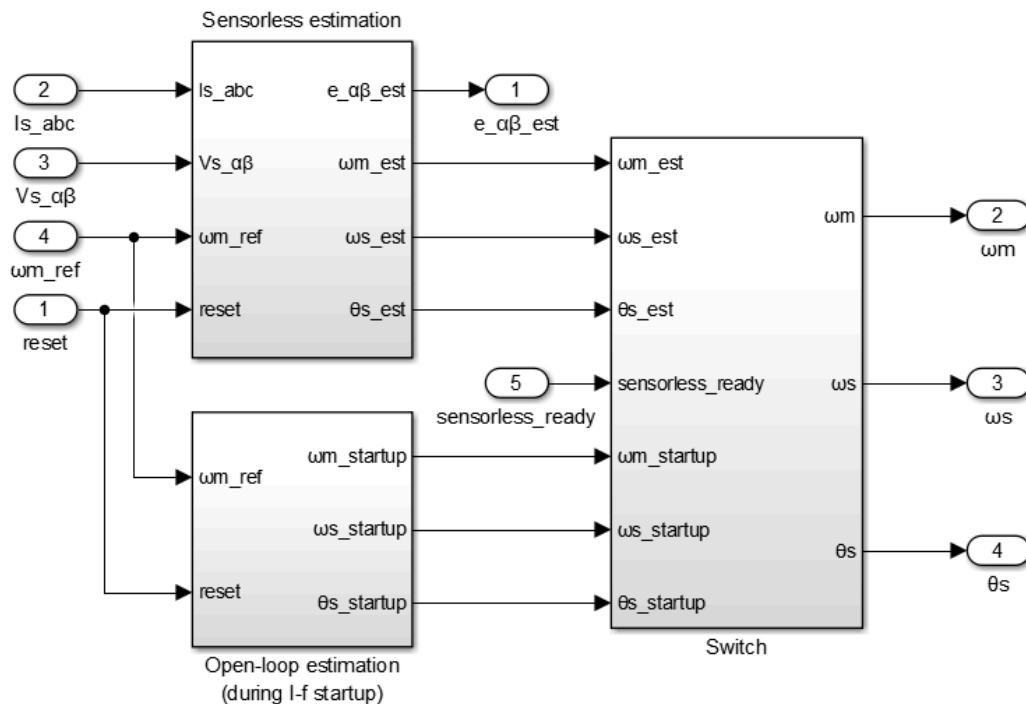 Sensorless estimation
2
Is_abc
Is_abc
e_αβ_est
1
e_αβ_est
3
Vs_αβ
Vs_αβ
ωm_est
ωm_est
4
ωm_ref
ωm_ref
ωs_est
ωs_est
ωm
2
ωm
1
reset
reset
θs_est
θs_est
5
sensorless_ready
sensorless_ready
ωs
3
ωs
ωm_ref
ωm_startup
ωm_startup
ωs_startup
ωs_startup
reset
θs_startup
θs_startup
θs
4
θs
Open-loop estimation
(during I-f startup)
Switch